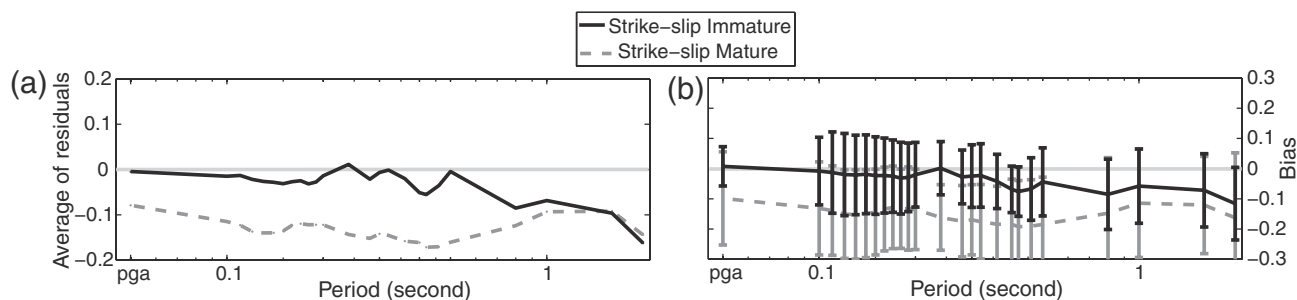 Strike-slip Immature
Strike-slip Mature
(a)
Average of residuals
0.2
0.1
0
−0.1
−0.2
pga
0.1
1
Period (second)
(b)
0.3
0.2
0.1
0
−0.1
−0.2
−0.3
Bias
pga
0.1
1
Period (second)